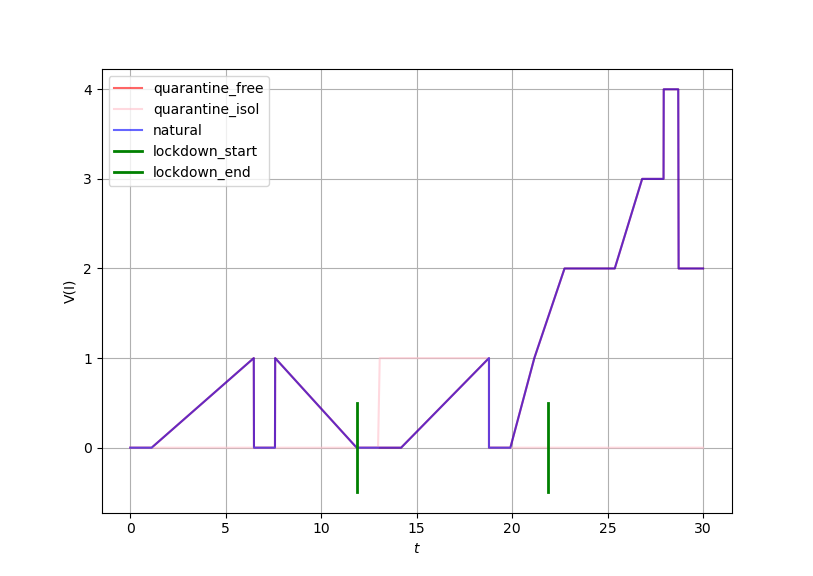 quarantine_free
quarantine_isol
natural
lockdown_start
lockdown_end
4
3
2
1
0
V(I)
0 5 10 15 20 25 30
t